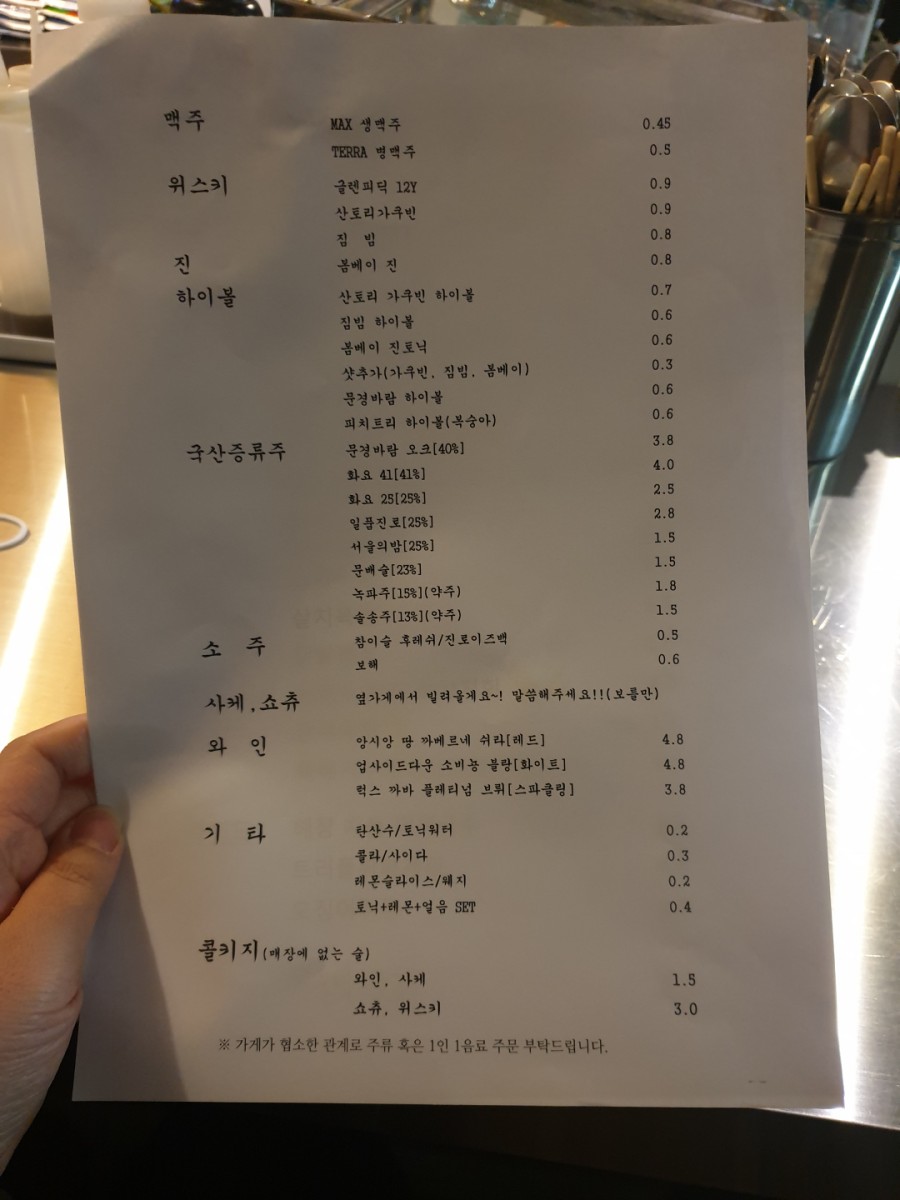 맥주 MAX 생맥주 0.45
TERRA 병맥주 0.5
위스키 글렌피딕 12Y 0.9
산토리가쿠빈 0.9
짐 빔 0.8
진 봄베이 진 0.8
하이볼 산토리 가쿠빈 하이볼 0.7
짐빔 하이볼 0.6
봄베이 진토닉 0.6
샷추가(가쿠빈, 짐빔, 봄베이) 0.3
문경바람 하이볼 0.6
피치트리 하이볼(복숭아) 0.6
국산증류주 문경바람 오크[40%] 3.8
화요 41[41%] 4.0
화요 25[25%] 2.5
일품진로[25%] 2.8
서울의밤[25%] 1.5
문배술[23%] 1.5
녹파주[15%](약주) 1.8
솔송주[13%](약주) 1.5
소 주 참이슬 후레쉬/진로이즈백 0.5
보해 0.6
사케,쇼츄 옆가게에서 빌려올게요~! 말씀해주세요!!(보틀만)
와 인 앙시앙 땅 까베르네 쉬라[레드] 4.8
업사이드다운 소비뇽 블랑[화이트] 4.8
럭스 까바 플레티넘 브뤼[스파클링] 3.8
기 타 탄산수/토닉워터 0.2
콜라/사이다 0.3
레몬슬라이스/웨지 0.2
토닉+레몬+얼음 SET 0.4
콜키지(매장에 없는 술)
와인, 사케 1.5
쇼츄, 위스키 3.0
※ 가게가 협소한 관계로 주류 혹은 1인 1음료 주문 부탁드립니다.